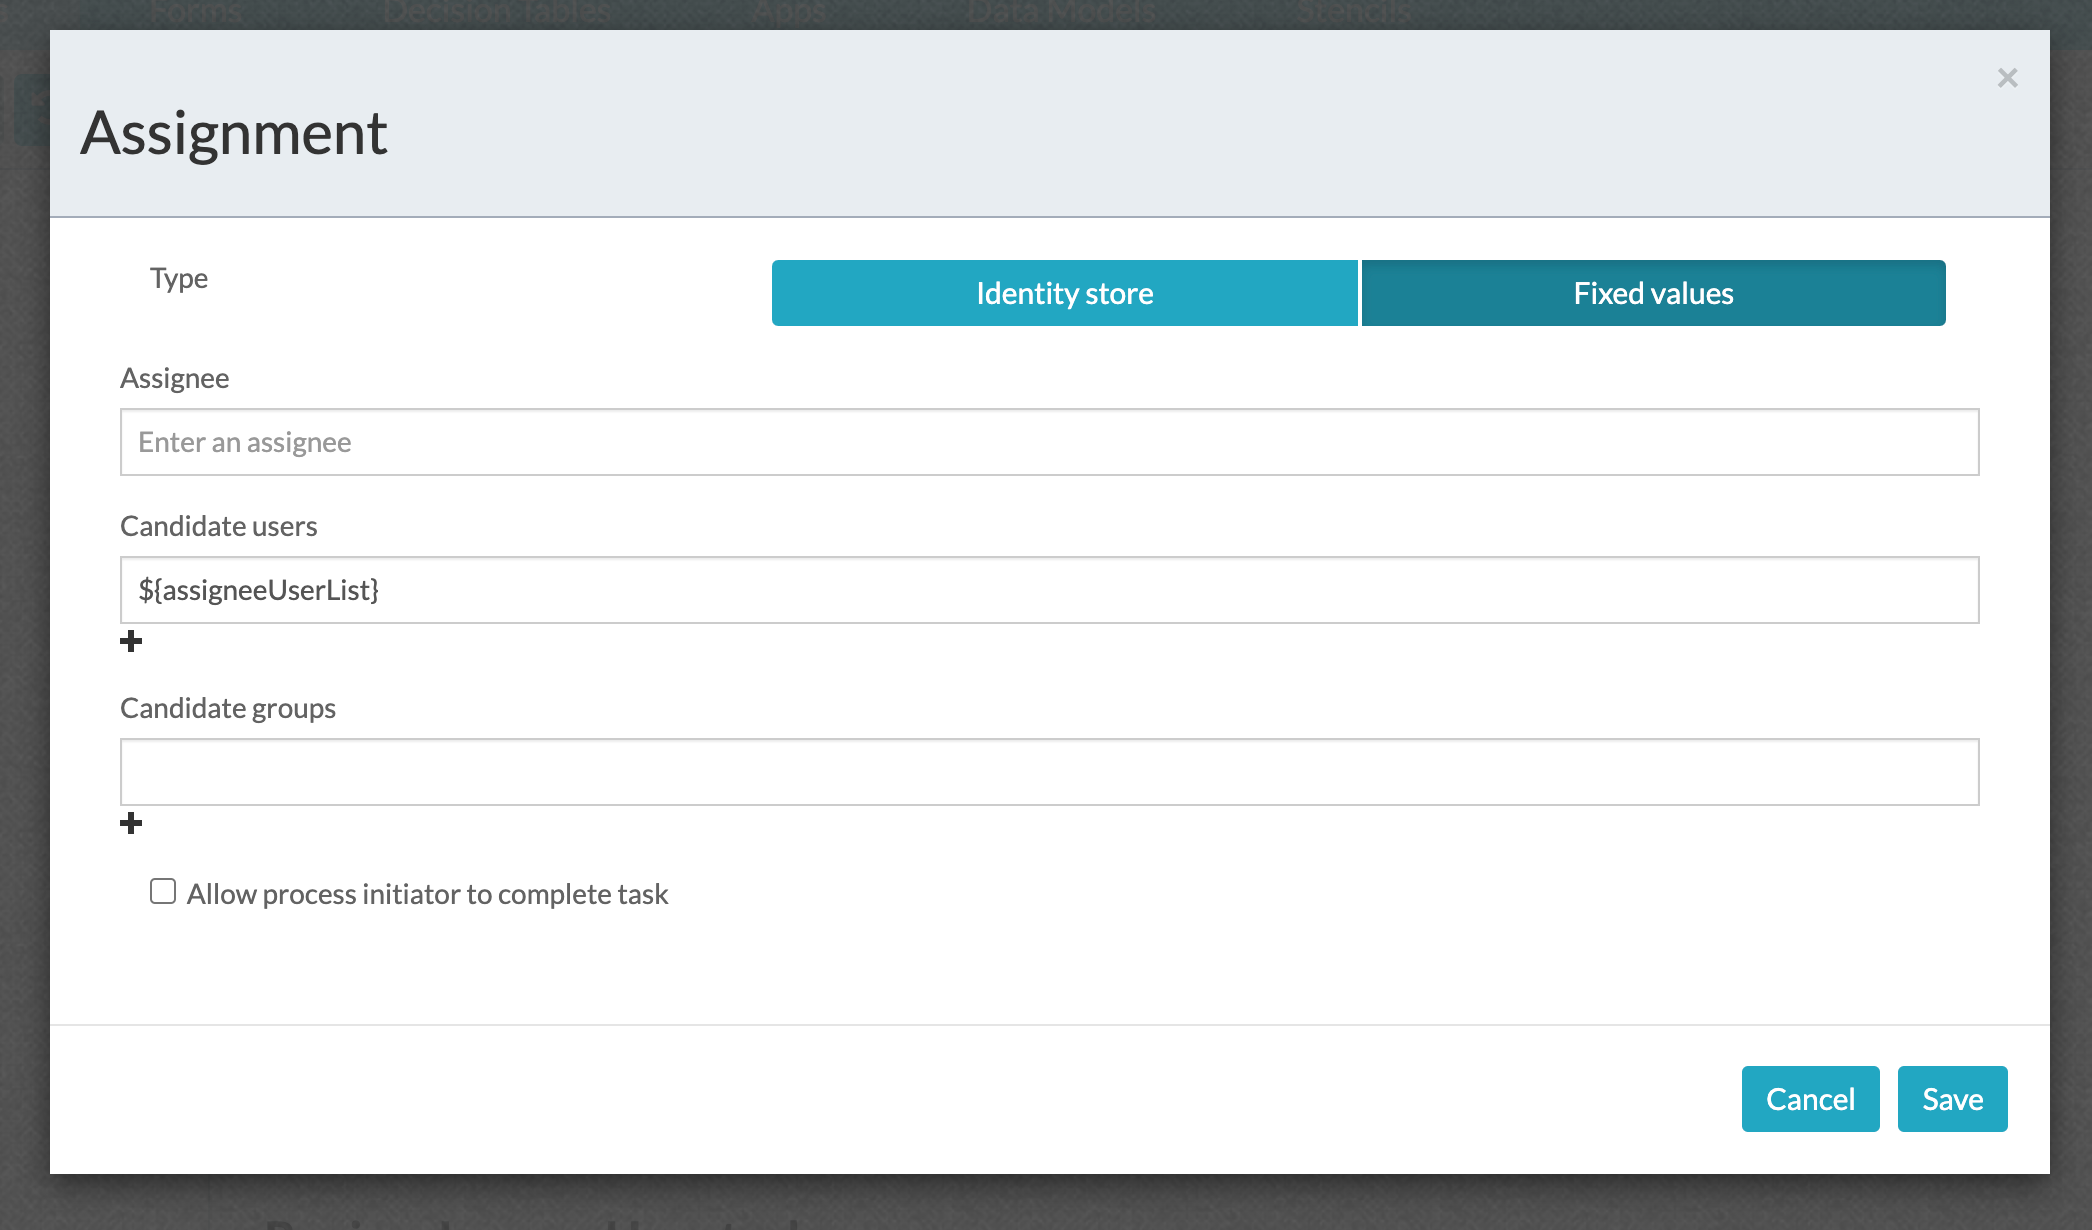 Forms Decision Tables Apps Data Models Stencils
×
Assignment
Type
Identity store
Fixed values
Assignee
Enter an assignee
Candidate users
${assigneeUserList}
Candidate groups
Allow process initiator to complete task
Cancel
Save